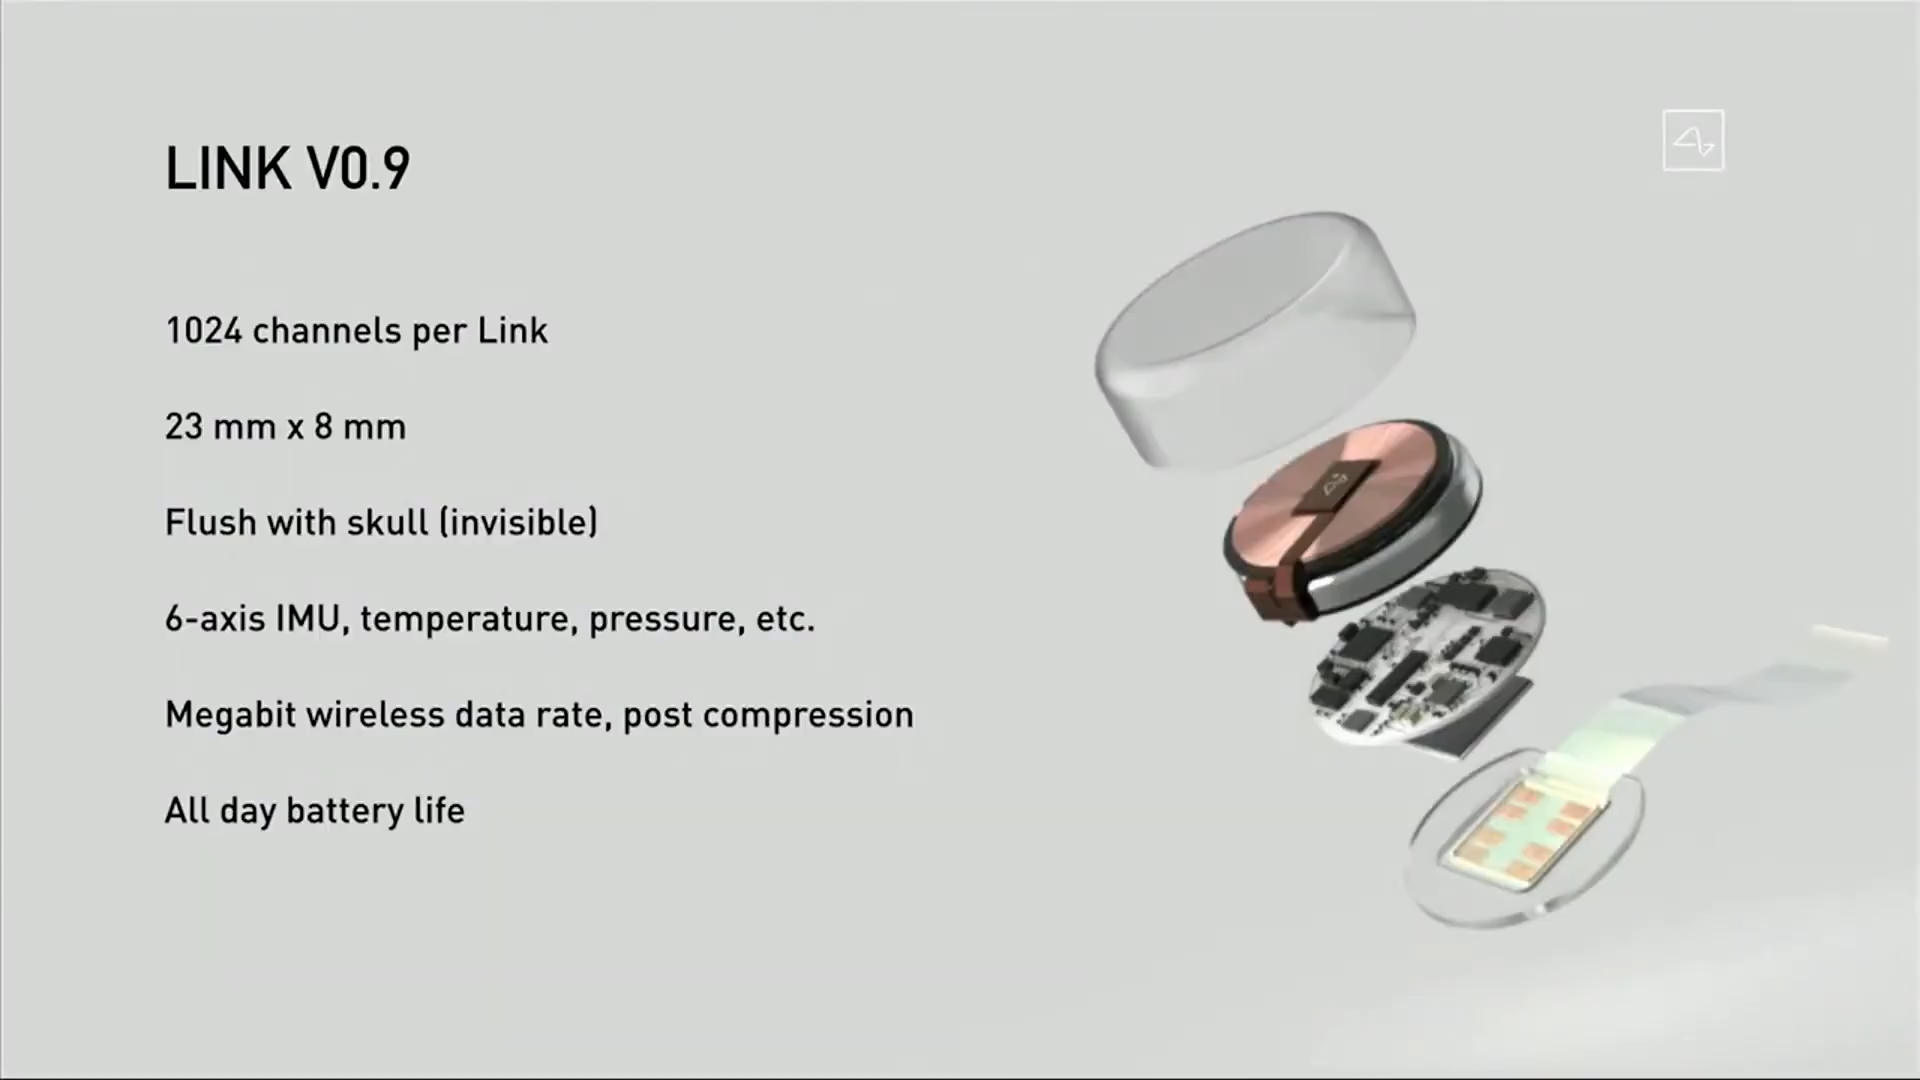 LINK V0.9
1024 channels per Link
23 mm x 8 mm
Flush with skull (invisible)
6-axis IMU, temperature, pressure, etc.
Megabit wireless data rate, post compression
All day battery life